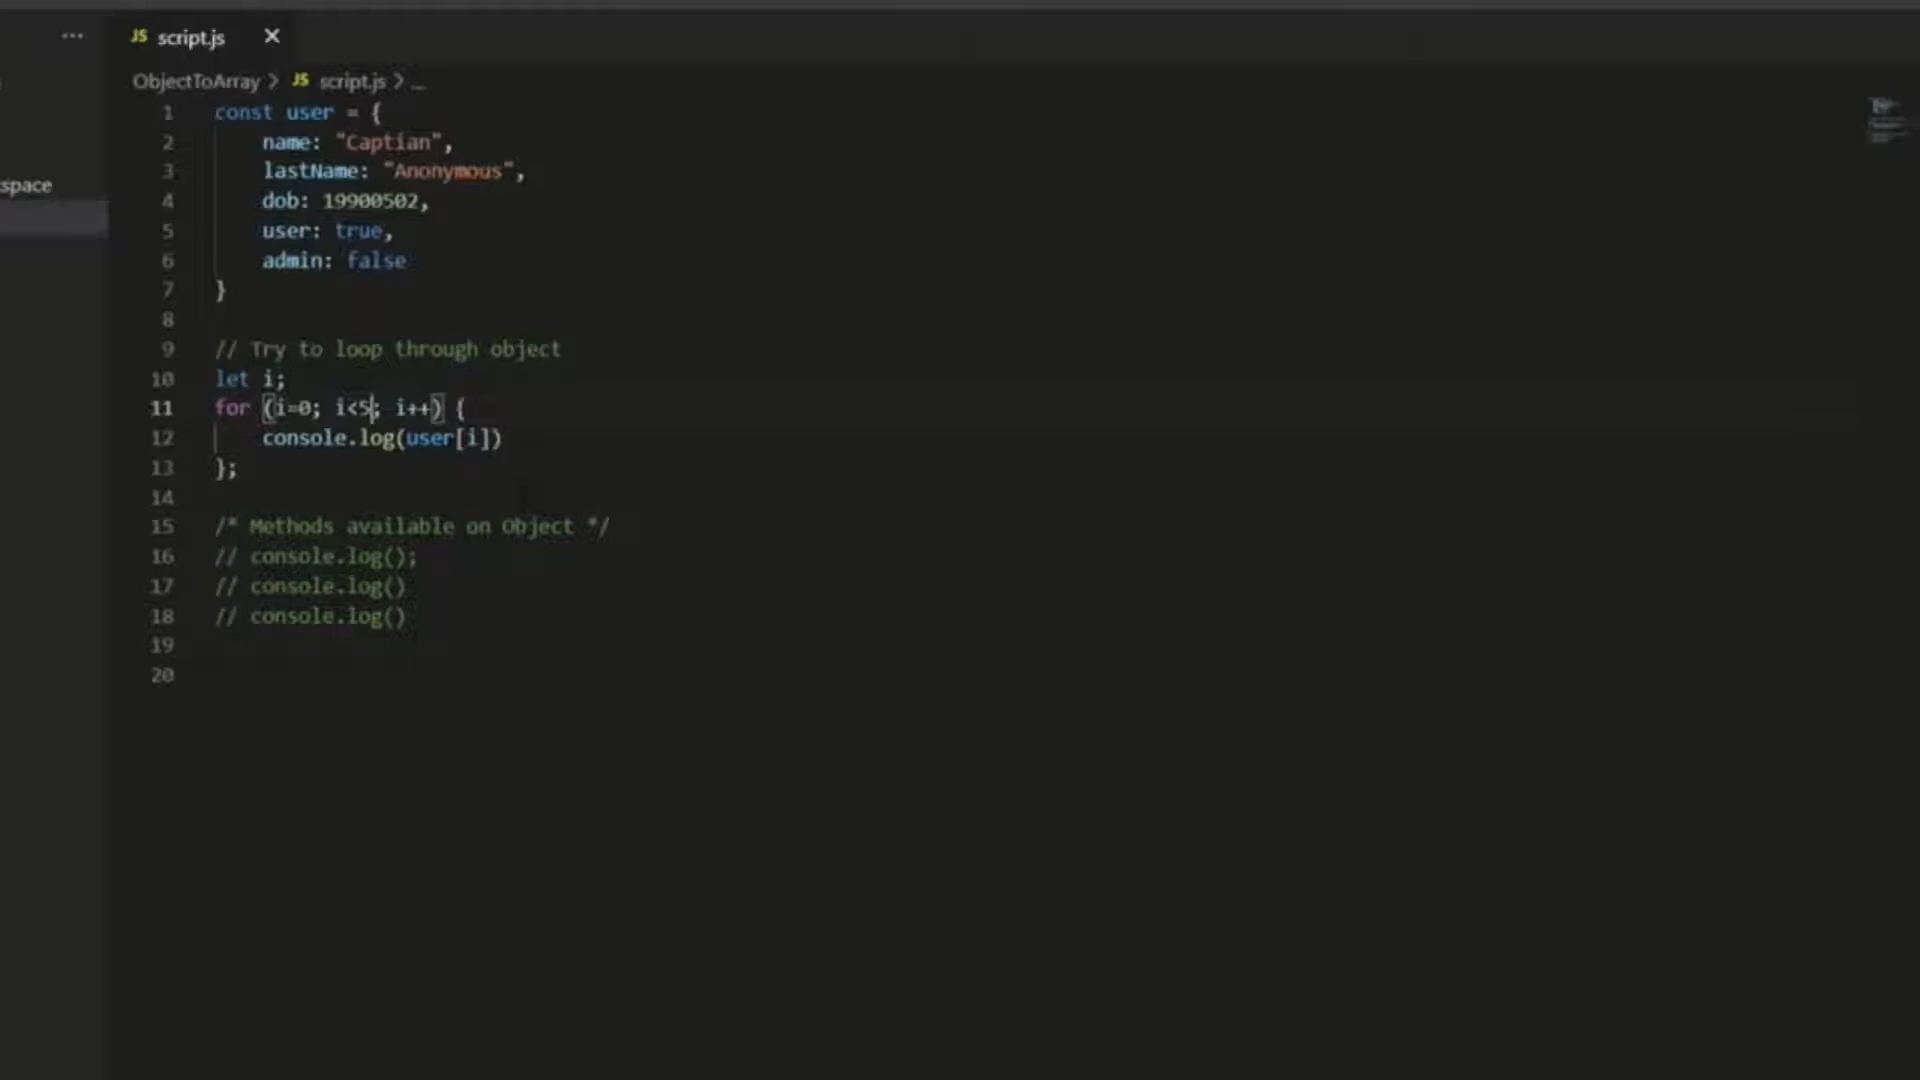 ··· JS script.js ×
ObjectToArray > JS script.js > ...
space
1 const user = {
2     name: "Captian",
3     lastName: "Anonymous",
4     dob: 19900502,
5     user: true,
6     admin: false
7 }
8
9 // Try to loop through object
10 let i;
11 for (i=0; i<5; i++) {
12     console.log(user[i])
13 };
14
15 /* Methods available on Object */
16 // console.log();
17 // console.log()
18 // console.log()
19
20